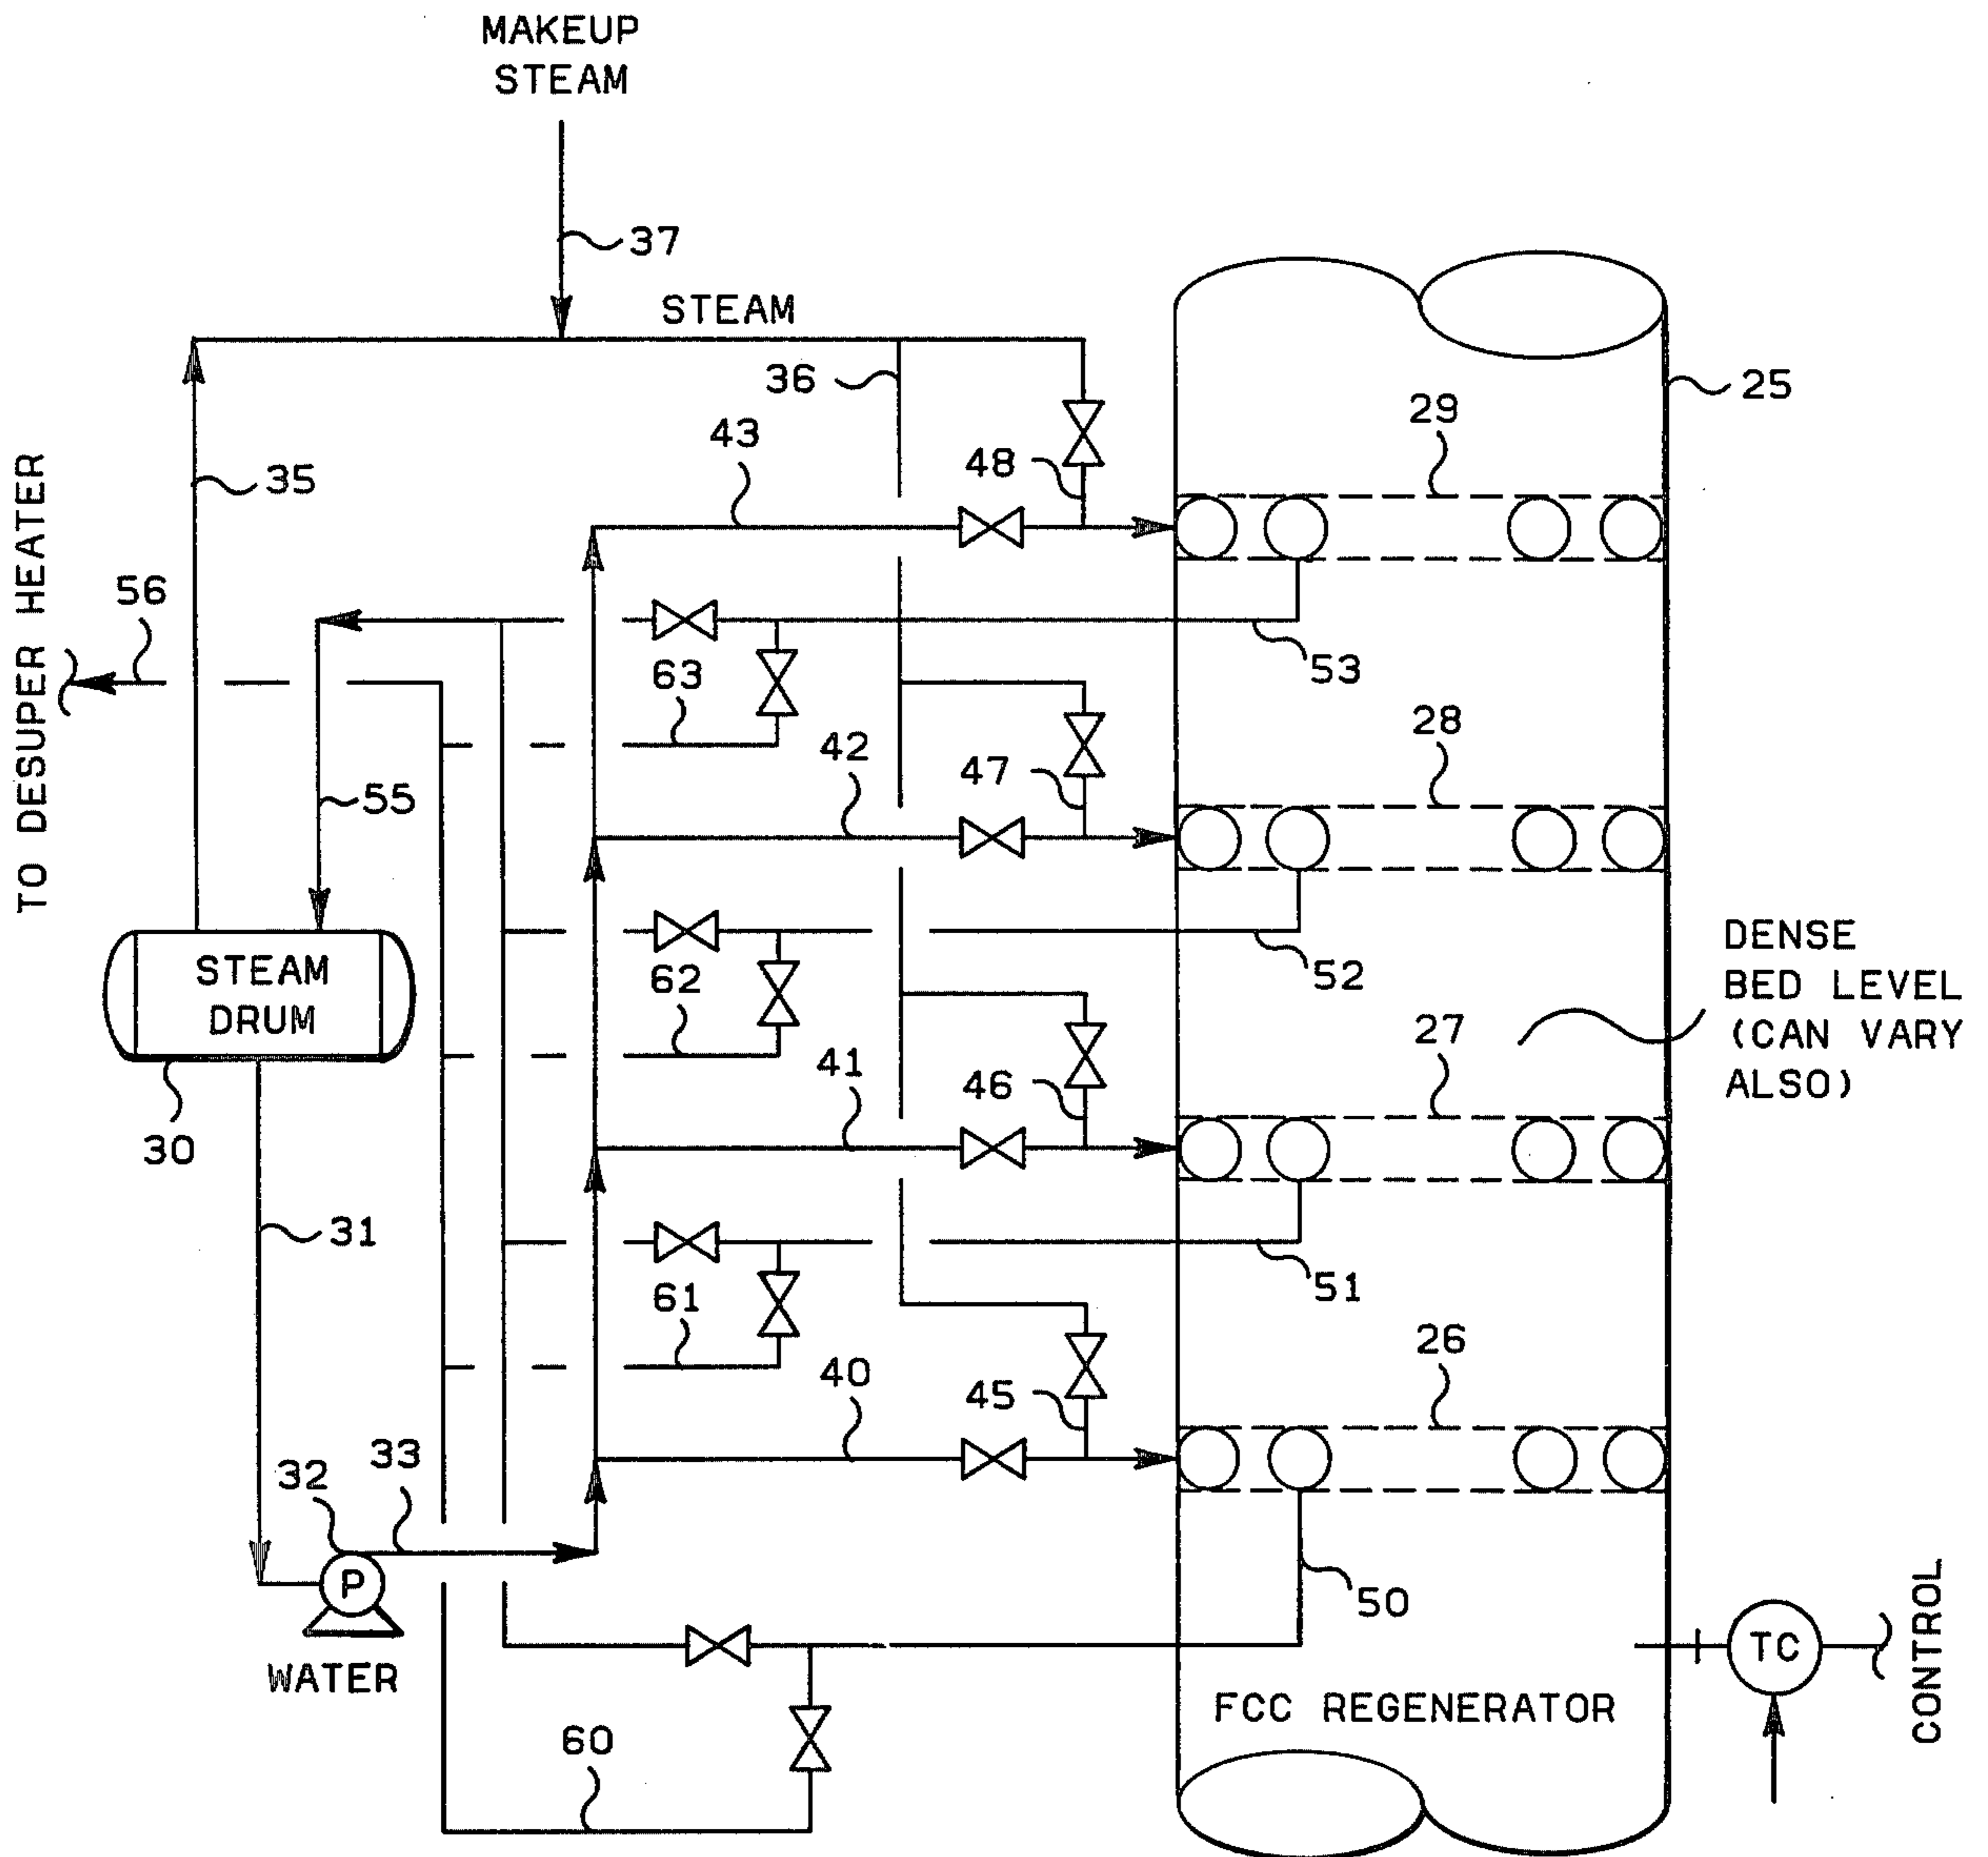 MAKEUP
STEAM
37
STEAM
36
25
29
43
48
35
TO DESUPER HEATER
56
53
63
28
42
47
55
STEAM
DRUM
52
62
DENSE
BED LEVEL
(CAN VARY
ALSO)
27
41
46
30
31
51
61
26
40
45
33
32
P
50
WATER
TC
CONTROL
FCC REGENERATOR
60